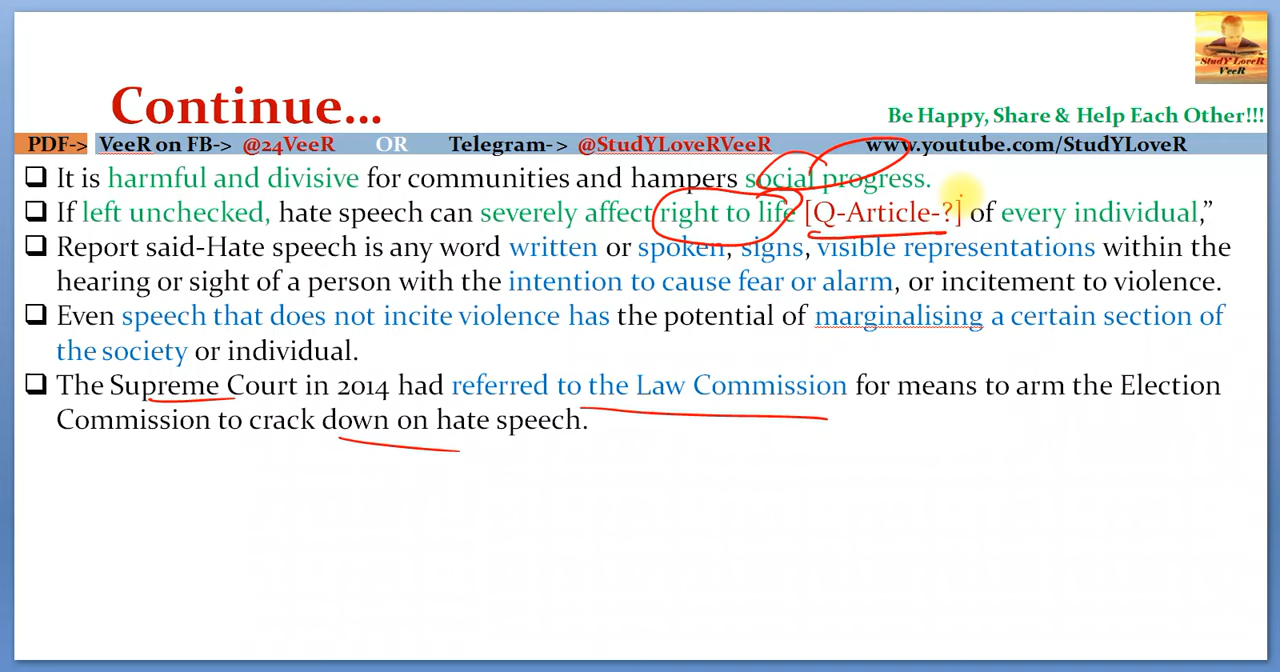 StudY LoveR
VeeR
Continue...
Be Happy, Share & Help Each Other!!!
PDF-> VeeR on FB-> @24VeeR OR Telegram-> @StudYLoveRVeeR www.youtube.com/StudYLoveR
❑ It is harmful and divisive for communities and hampers social progress.
❑ If left unchecked, hate speech can severely affect right to life [Q-Article-?] of every individual,”
❑ Report said-Hate speech is any word written or spoken, signs, visible representations within the
hearing or sight of a person with the intention to cause fear or alarm, or incitement to violence.
❑ Even speech that does not incite violence has the potential of marginalising a certain section of
the society or individual.
❑ The Supreme Court in 2014 had referred to the Law Commission for means to arm the Election
Commission to crack down on hate speech.